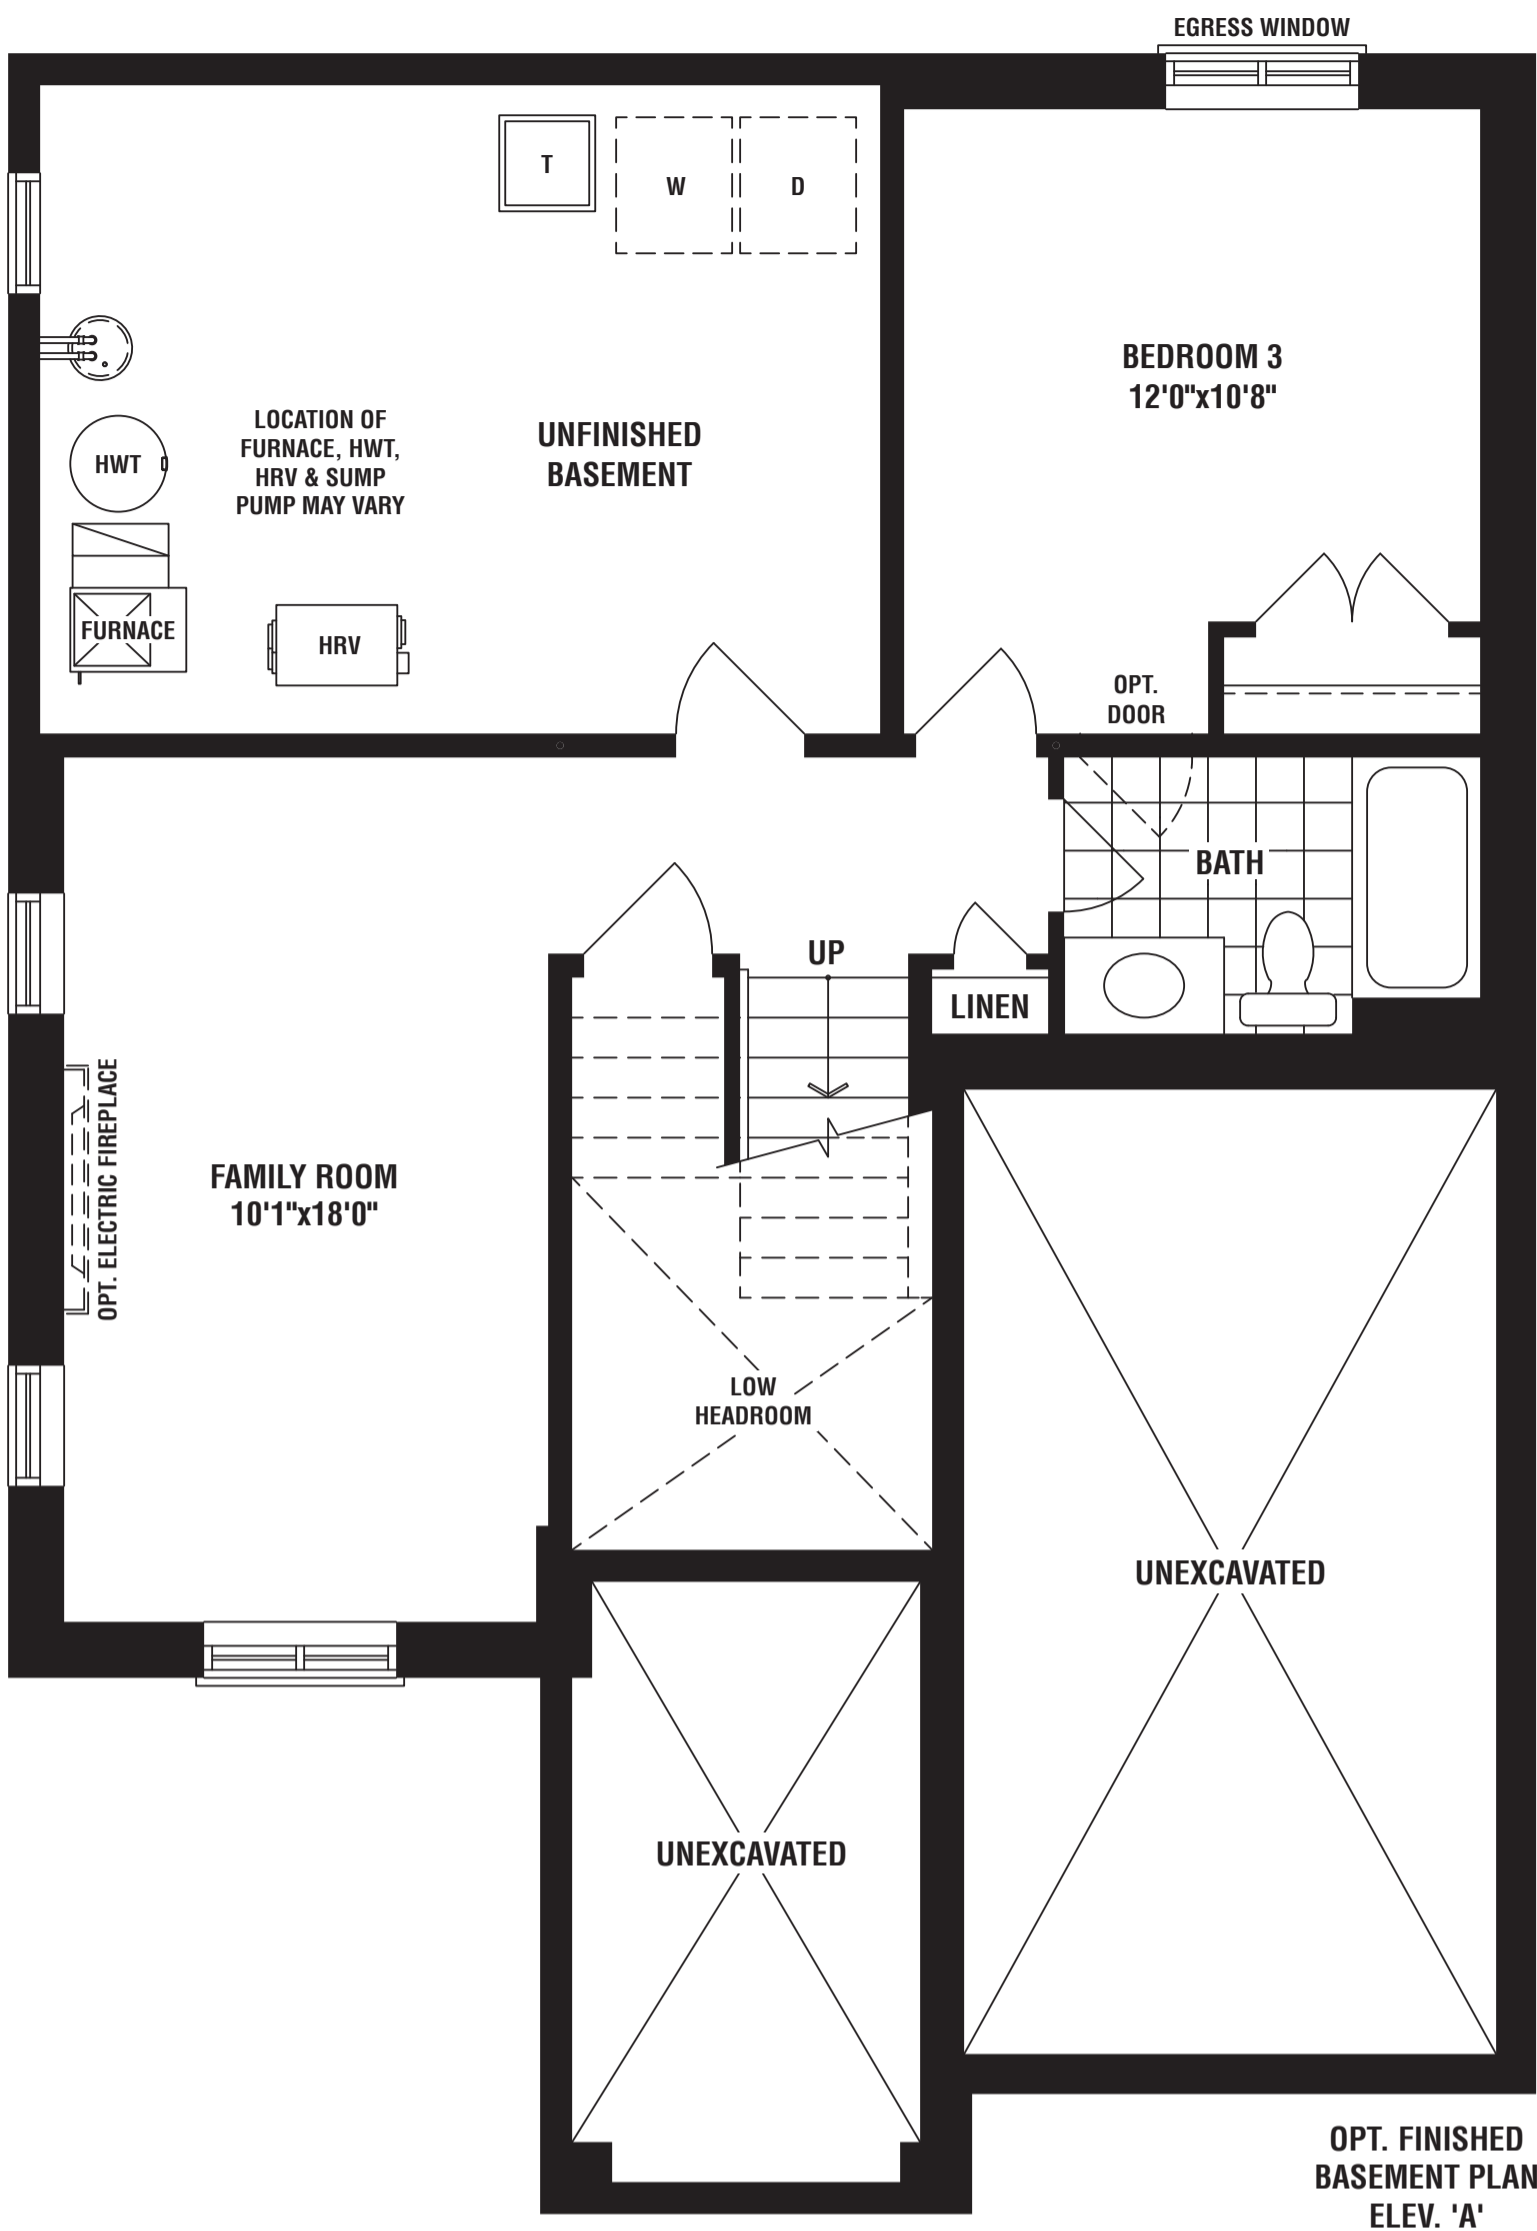 EGRESS WINDOW
T
W
D
BEDROOM 3
12'0"x10'8"
LOCATION OF
FURNACE, HWT,
HRV & SUMP
PUMP MAY VARY
UNFINISHED
BASEMENT
HWT
FURNACE
HRV
OPT.
DOOR
BATH
UP
LINEN
OPT. ELECTRIC FIREPLACE
FAMILY ROOM
10'1"x18'0"
LOW
HEADROOM
UNEXCAVATED
UNEXCAVATED
OPT. FINISHED
BASEMENT PLAN
ELEV. 'A'